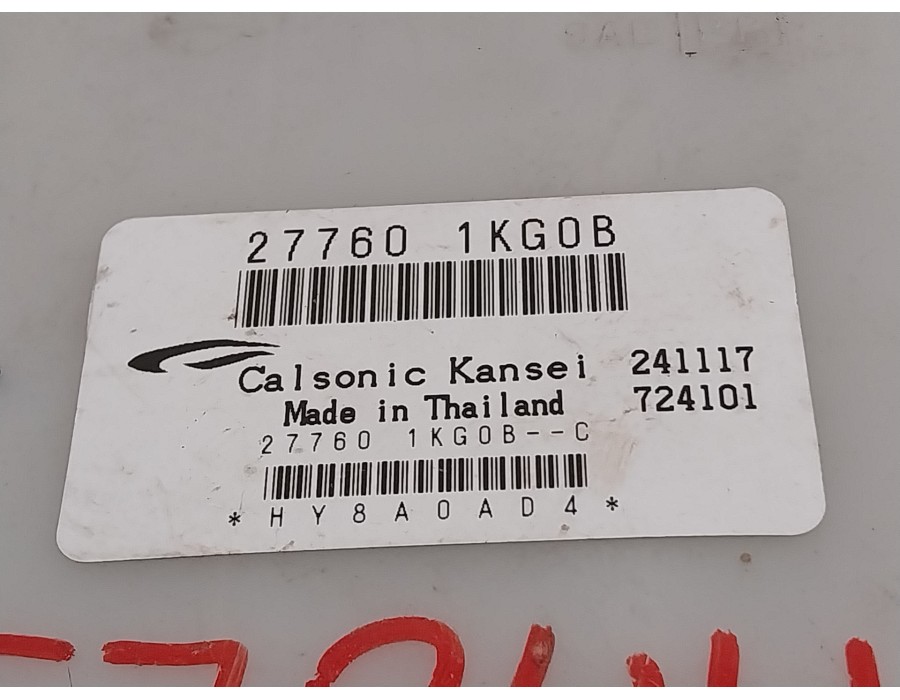 27760 1KG0B
Calsonic Kansei 241117
Made in Thailand 724101
27760 1KG0B--C
*HY8A0AD4*